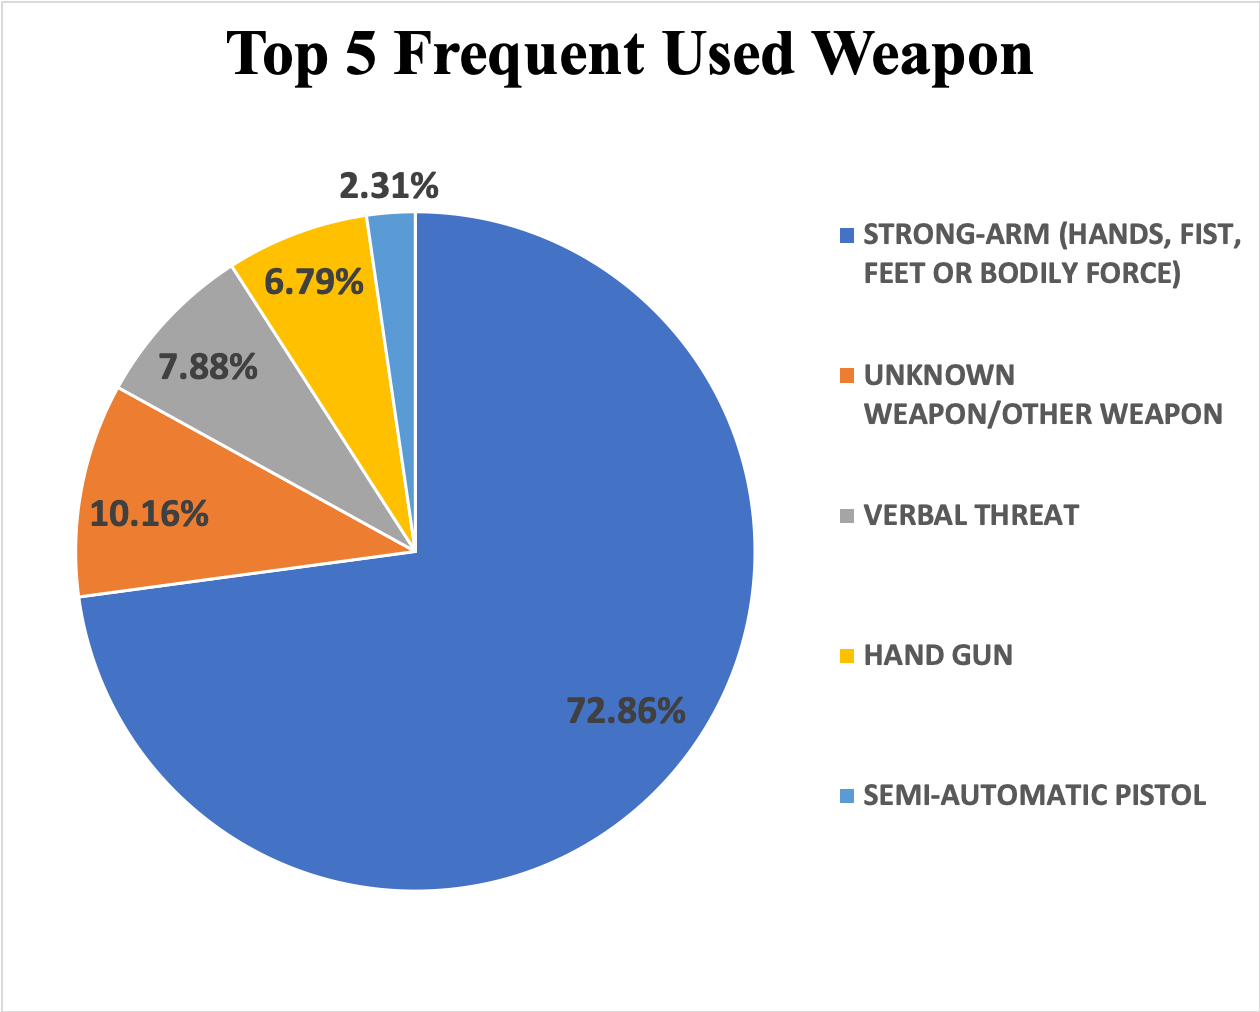 Top 5 Frequent Used Weapon
2.31%
6.79%
7.88%
10.16%
72.86%
STRONG-ARM (HANDS, FIST,
FEET OR BODILY FORCE)
UNKNOWN
WEAPON/OTHER WEAPON
VERBAL THREAT
HAND GUN
SEMI-AUTOMATIC PISTOL